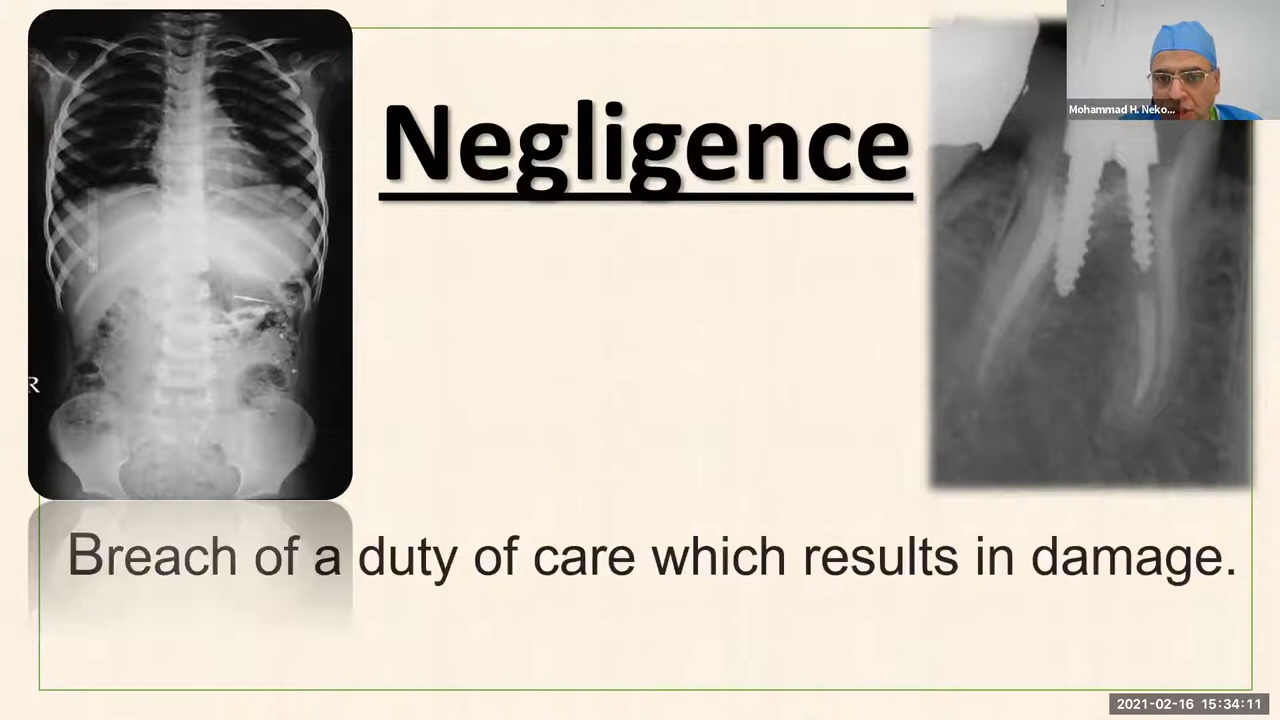 Mohammad H. Neko...
Negligence
R
Breach of a duty of care which results in damage.
2021-02-16 15:34:11